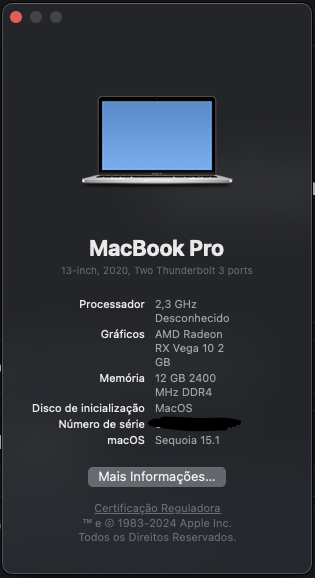 MacBook Pro
13-inch, 2020, Two Thunderbolt 3 ports
Processador 2,3 GHz
Desconhecido
Gráficos AMD Radeon
RX Vega 10 2
GB
Memória 12 GB 2400
MHz DDR4
Disco de inicialização MacOS
Número de série
macOS Sequoia 15.1
Mais Informações...
Certificação Reguladora
™ e © 1983-2024 Apple Inc.
Todos os Direitos Reservados.